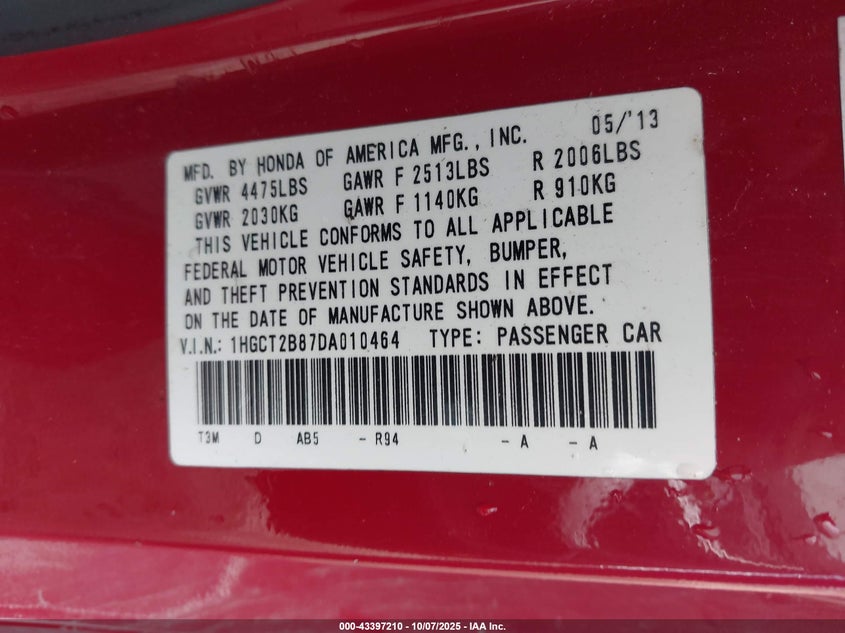 MFD. BY HONDA OF AMERICA MFG., INC. 05/'13
GVWR 4475LBS GAWR F 2513LBS R 2006LBS
GVWR 2030KG GAWR F 1140KG R 910KG
THIS VEHICLE CONFORMS TO ALL APPLICABLE
FEDERAL MOTOR VEHICLE SAFETY, BUMPER,
AND THEFT PREVENTION STANDARDS IN EFFECT
ON THE DATE OF MANUFACTURE SHOWN ABOVE.
V.I.N.: 1HGCT2B87DA010464 TYPE: PASSENGER CAR
T3M D AB5 - R94 - A - A
000-43397210 | 10/07/2025 - IAA Inc.